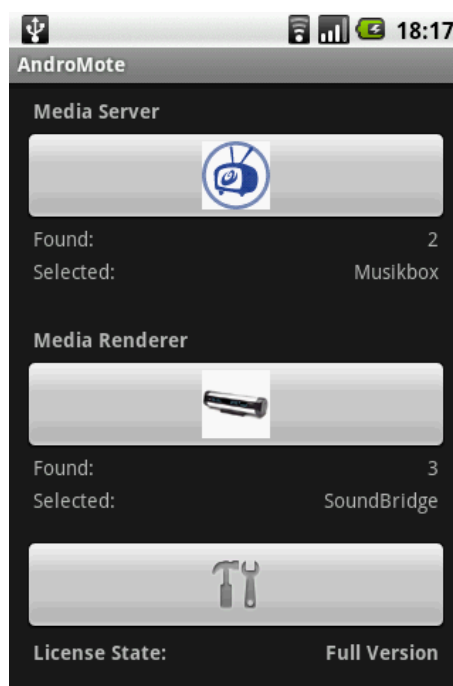 18:17
AndroMote
Media Server
Found: 2
Selected: Musikbox
Media Renderer
Found: 3
Selected: SoundBridge
License State: Full Version